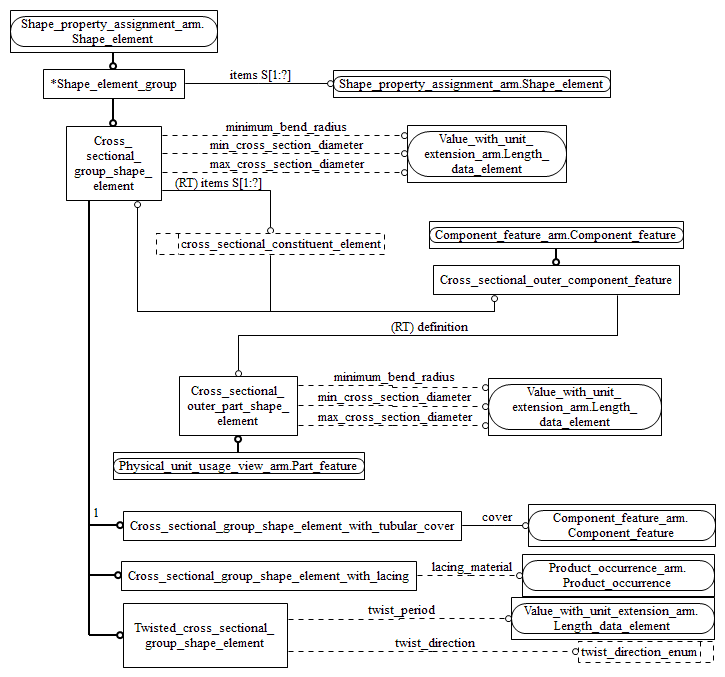 Shape_property_assignment_arm.
Shape_element
*Shape_element_group
items S[1:?]
Shape_property_assignment_arm.Shape_element
Cross_
sectional_
group_shape_
element
minimum_bend_radius
min_cross_section_diameter
max_cross_section_diameter
Value_with_unit_
extension_arm.Length_
data_element
(RT) items S[1:?]
cross_sectional_constituent_element
Component_feature_arm.Component_feature
Cross_sectional_outer_component_feature
(RT) definition
Cross_sectional_
outer_part_shape_
element
minimum_bend_radius
min_cross_section_diameter
max_cross_section_diameter
Value_with_unit_
extension_arm.Length_
data_element
Physical_unit_usage_view_arm.Part_feature
1
Cross_sectional_group_shape_element_with_tubular_cover
cover
Component_feature_arm.
Component_feature
Cross_sectional_group_shape_element_with_lacing
lacing_material
Product_occurrence_arm.
Product_occurrence
Twisted_cross_sectional_
group_shape_element
twist_period
Value_with_unit_extension_arm.
Length_data_element
twist_direction
twist_direction_enum